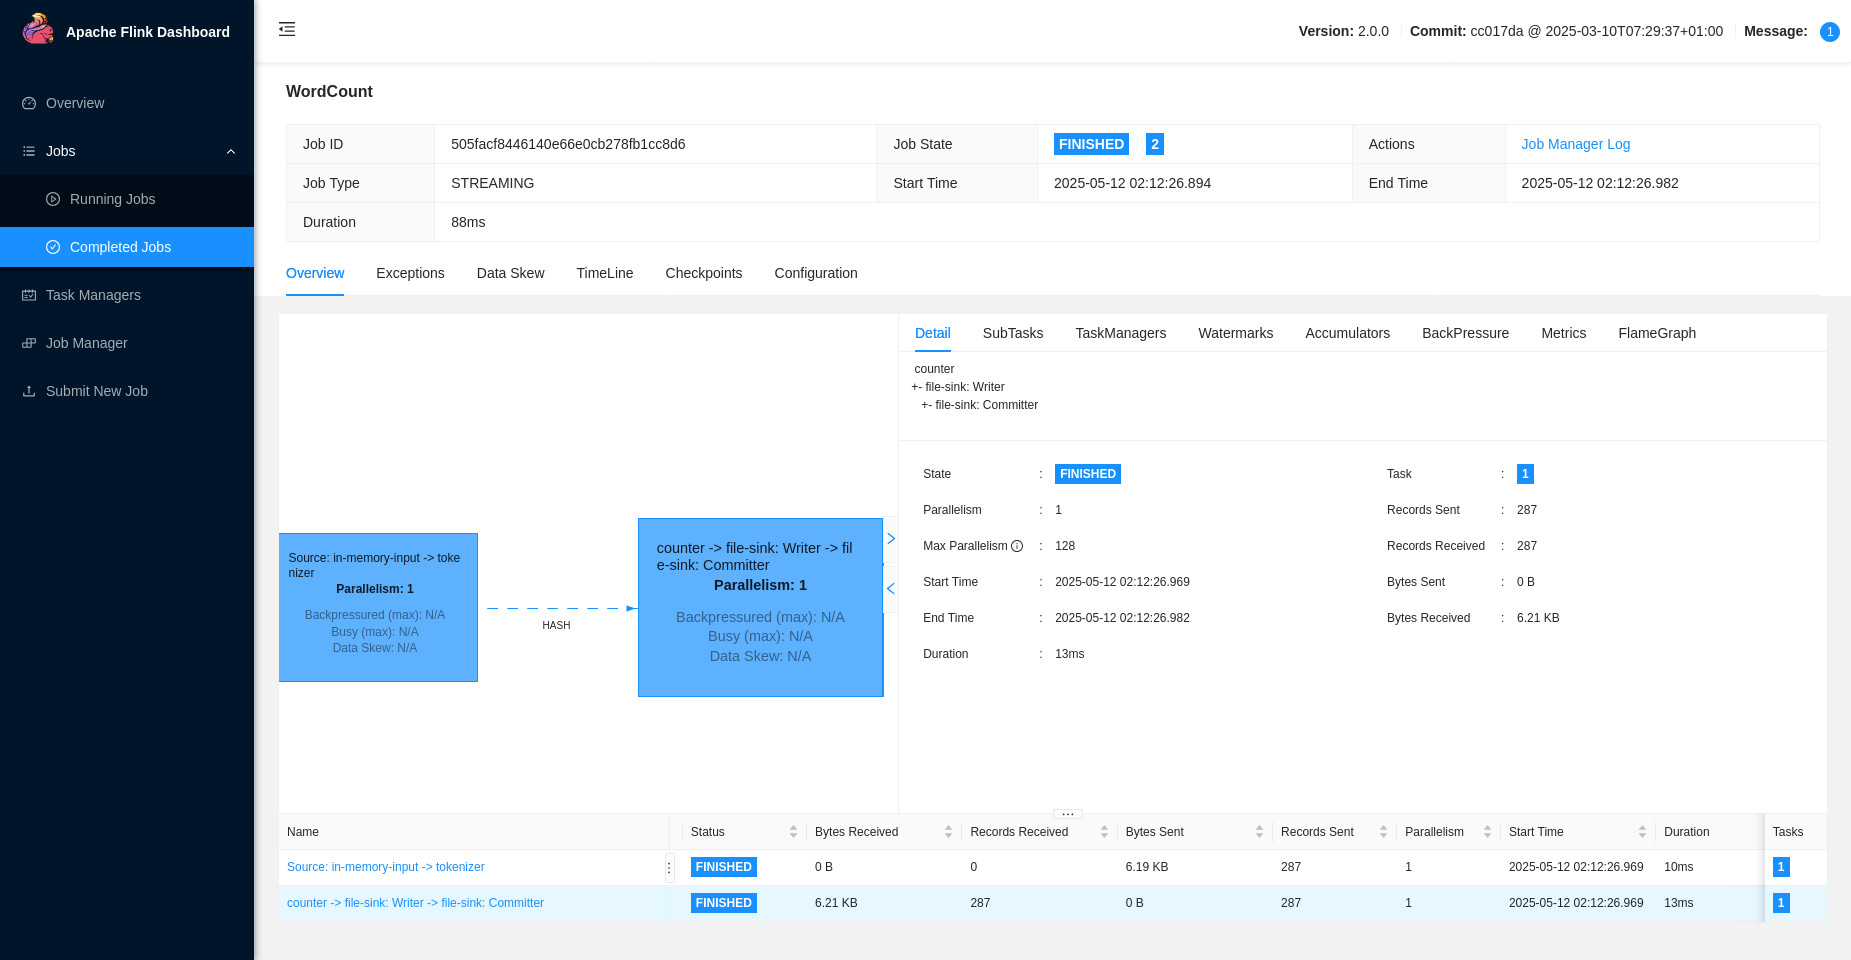 Apache Flink Dashboard
Version: 2.0.0 Commit: cc017da @ 2025-03-10T07:29:37+01:00 Message: 1
Overview
Jobs
Running Jobs
Completed Jobs
Task Managers
Job Manager
Submit New Job
WordCount
Job ID 505facf8446140e66e0cb278fb1cc8d6 Job State FINISHED 2 Actions Job Manager Log
Job Type STREAMING Start Time 2025-05-12 02:12:26.894 End Time 2025-05-12 02:12:26.982
Duration 88ms
Overview Exceptions Data Skew TimeLine Checkpoints Configuration
Source: in-memory-input -> toke
nizer
Parallelism: 1
Backpressured (max): N/A
Busy (max): N/A
Data Skew: N/A
HASH
counter -> file-sink: Writer -> fil
e-sink: Committer
Parallelism: 1
Backpressured (max): N/A
Busy (max): N/A
Data Skew: N/A
Detail SubTasks TaskManagers Watermarks Accumulators BackPressure Metrics FlameGraph
counter
+- file-sink: Writer
+- file-sink: Committer
State : FINISHED Task : 1
Parallelism : 1 Records Sent : 287
Max Parallelism : 128 Records Received : 287
Start Time : 2025-05-12 02:12:26.969 Bytes Sent : 0 B
End Time : 2025-05-12 02:12:26.982 Bytes Received : 6.21 KB
Duration : 13ms
Name Status Bytes Received Records Received Bytes Sent Records Sent Parallelism Start Time Duration Tasks
Source: in-memory-input -> tokenizer FINISHED 0 B 0 6.19 KB 287 1 2025-05-12 02:12:26.969 10ms 1
counter -> file-sink: Writer -> file-sink: Committer FINISHED 6.21 KB 287 0 B 287 1 2025-05-12 02:12:26.969 13ms 1